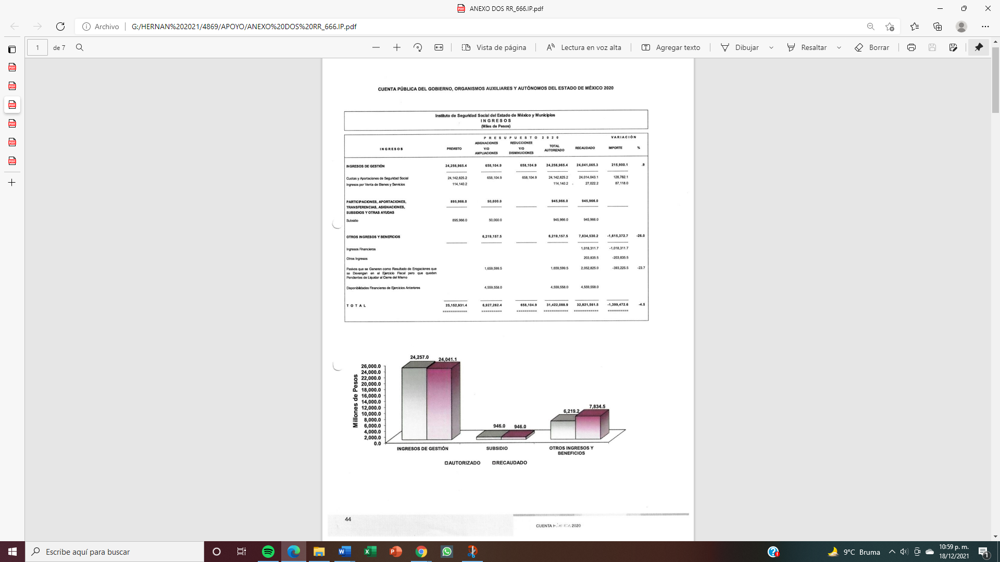 ANEXO DOS RR_666.IP.pdf
Archivo G:/HERNAN%202021/4869/APOYO/ANEXO%20DOS%20RR_666.IP.pdf
1 de 7 Vista de página Lectura en voz alta Agregar texto Dibujar Resaltar Borrar
CUENTA PÚBLICA DEL GOBIERNO, ORGANISMOS AUXILIARES Y AUTÓNOMOS DEL ESTADO DE MÉXICO 2020
Instituto de Seguridad Social del Estado de México y Municipios
INGRESOS
(Miles de Pesos)
PRESUPUESTO 2020 VARIACIÓN
INGRESOS PREVISTO ASIGNACIONES Y/O AMPLIACIONES REDUCCIONES Y/O DISMINUCIONES TOTAL AUTORIZADO RECAUDADO IMPORTE %
INGRESOS DE GESTIÓN 24,256,965.4 658,104.9 658,104.9 24,256,965.4 24,041,065.3 215,900.1 .9
Cuotas y Aportaciones de Seguridad Social 24,142,825.2 658,104.9 658,104.9 24,142,825.2 24,014,043.1 128,782.1
Ingresos por Venta de Bienes y Servicios 114,140.2 114,140.2 27,022.2 87,118.0
PARTICIPACIONES, APORTACIONES, 895,966.0 50,000.0 945,966.0 945,966.0
TRANSFERENCIAS, ASIGNACIONES,
SUBSIDIOS Y OTRAS AYUDAS
Subsidio 895,966.0 50,000.0 945,966.0 945,966.0
OTROS INGRESOS Y BENEFICIOS 6,219,157.5 6,219,157.5 7,834,530.2 -1,615,372.7 -26.0
Ingresos Financieros 1,018,311.7 -1,018,311.7
Otros Ingresos 203,835.5 -203,835.5
Pasivos que se Generen como Resultado de Erogaciones que 1,659,599.5 1,659,599.5 2,052,825.0 -393,225.5 -23.7
se Devengan en el Ejercicio Fiscal pero que queden
Pendientes de Liquidar al Cierre del Mismo
Disponibilidades Financieras de Ejercicios Anteriores 4,559,558.0 4,559,558.0 4,559,558.0
TOTAL 25,152,931.4 6,927,262.4 658,104.9 31,422,088.9 32,821,561.5 -1,399,472.6 -4.5
24,257.0 24,041.1
Millones de Pesos
26,000.0
24,000.0
22,000.0
20,000.0
18,000.0
16,000.0
14,000.0
12,000.0
10,000.0
8,000.0
6,000.0
4,000.0
2,000.0
0.0
946.0 946.0
6,219.2 7,834.5
INGRESOS DE GESTIÓN SUBSIDIO OTROS INGRESOS Y
BENEFICIOS
AUTORIZADO RECAUDADO
44
CUENTA 2020
Escribe aquí para buscar
9°C Bruma
10:59 p. m.
18/12/2021
1